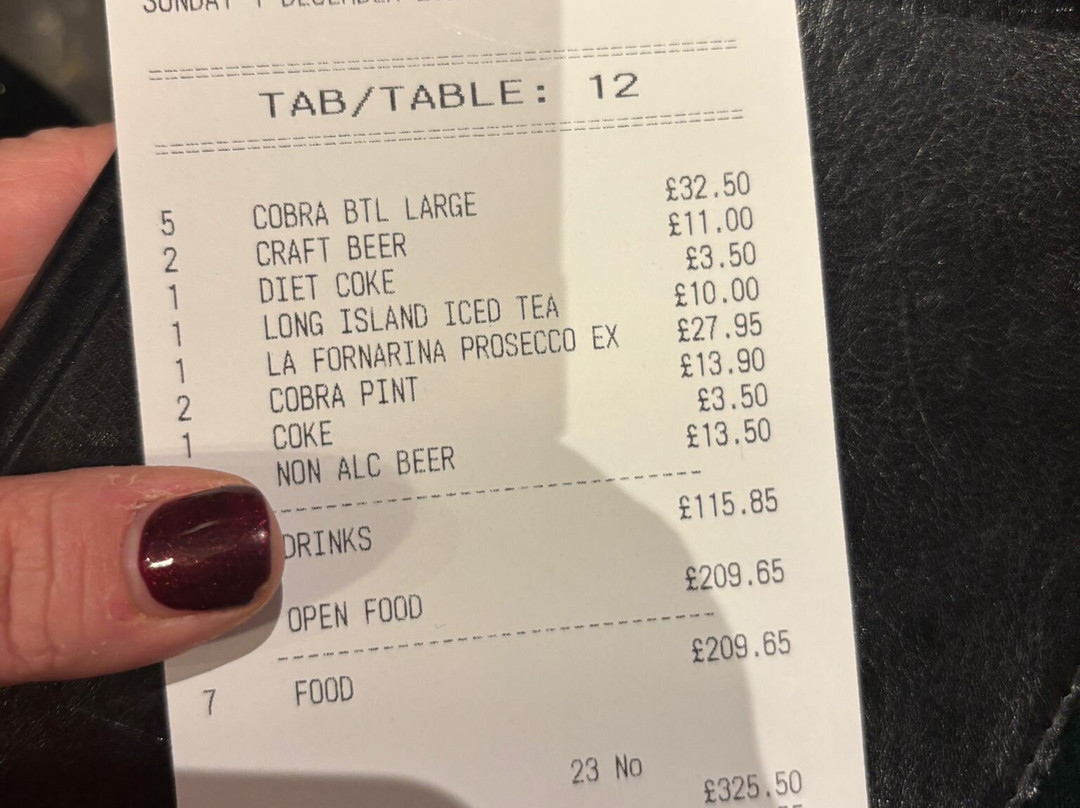 SUNDAY 1 DECEMBER
TAB/TABLE: 12
5 COBRA BTL LARGE £32.50
2 CRAFT BEER £11.00
1 DIET COKE £3.50
1 LONG ISLAND ICED TEA £10.00
1 LA FORNARINA PROSECCO EX £27.95
2 COBRA PINT £13.90
1 COKE £3.50
NON ALC BEER £13.50
DRINKS £115.85
OPEN FOOD £209.65
7 FOOD £209.65
23 No £325.50